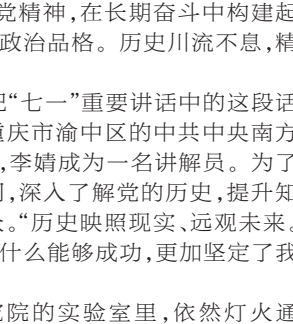 党精神,在长期奋斗中构建起
政治品格。历史川流不息,精
记“七一”重要讲话中的这段话
重庆市渝中区的中共中央南方
,李婧成为一名讲解员。为了
,深入了解党的历史,提升知
“历史映照现实、远观未来。
什么能够成功,更加坚定了我
究院的实验室里,依然灯火通